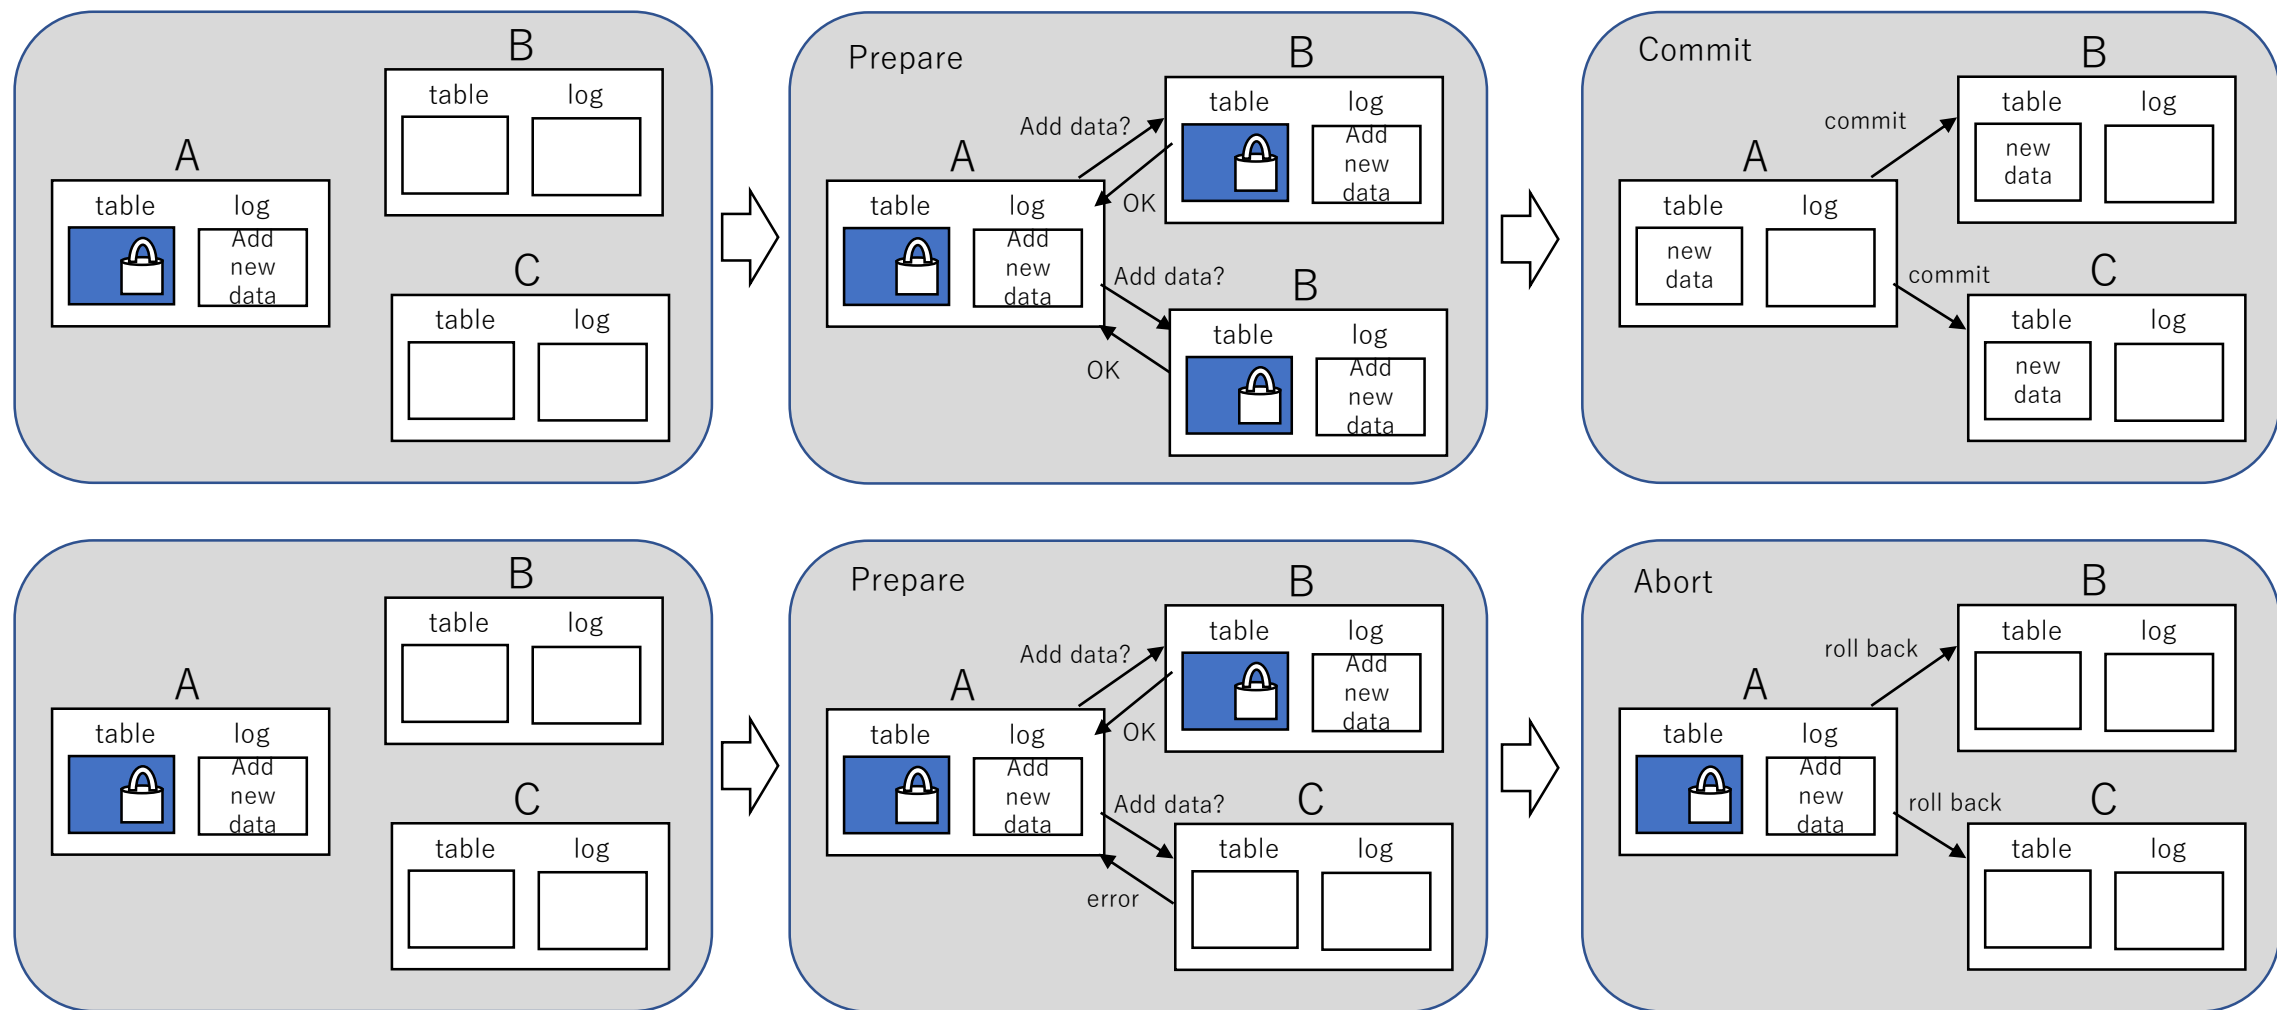 B
table log
A
table log
Add
new
data
C
table log
Prepare
B
table log
Add data?
Add
new
data
A
OK
table log
Add
new
data
Add data?
B
table log
OK
Add
new
data
Commit
B
table log
commit
new
data
A
table log
new
data
commit
C
table log
new
data
B
table log
A
table log
Add
new
data
C
table log
Prepare
B
table log
Add data?
Add
new
data
A
OK
table log
Add
new
data
Add data?
C
table log
error
Abort
B
table log
roll back
A
table log
Add
new
data
roll back
C
table log